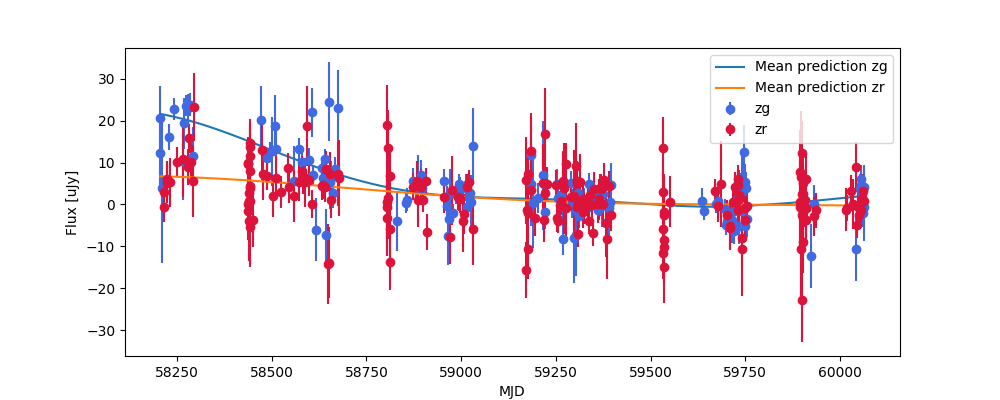 Mean prediction zg
Mean prediction zr
zg
zr
Flux [uJy]
30
20
10
0
−10
−20
−30
58250
58500
58750
59000
59250
59500
59750
60000
MJD